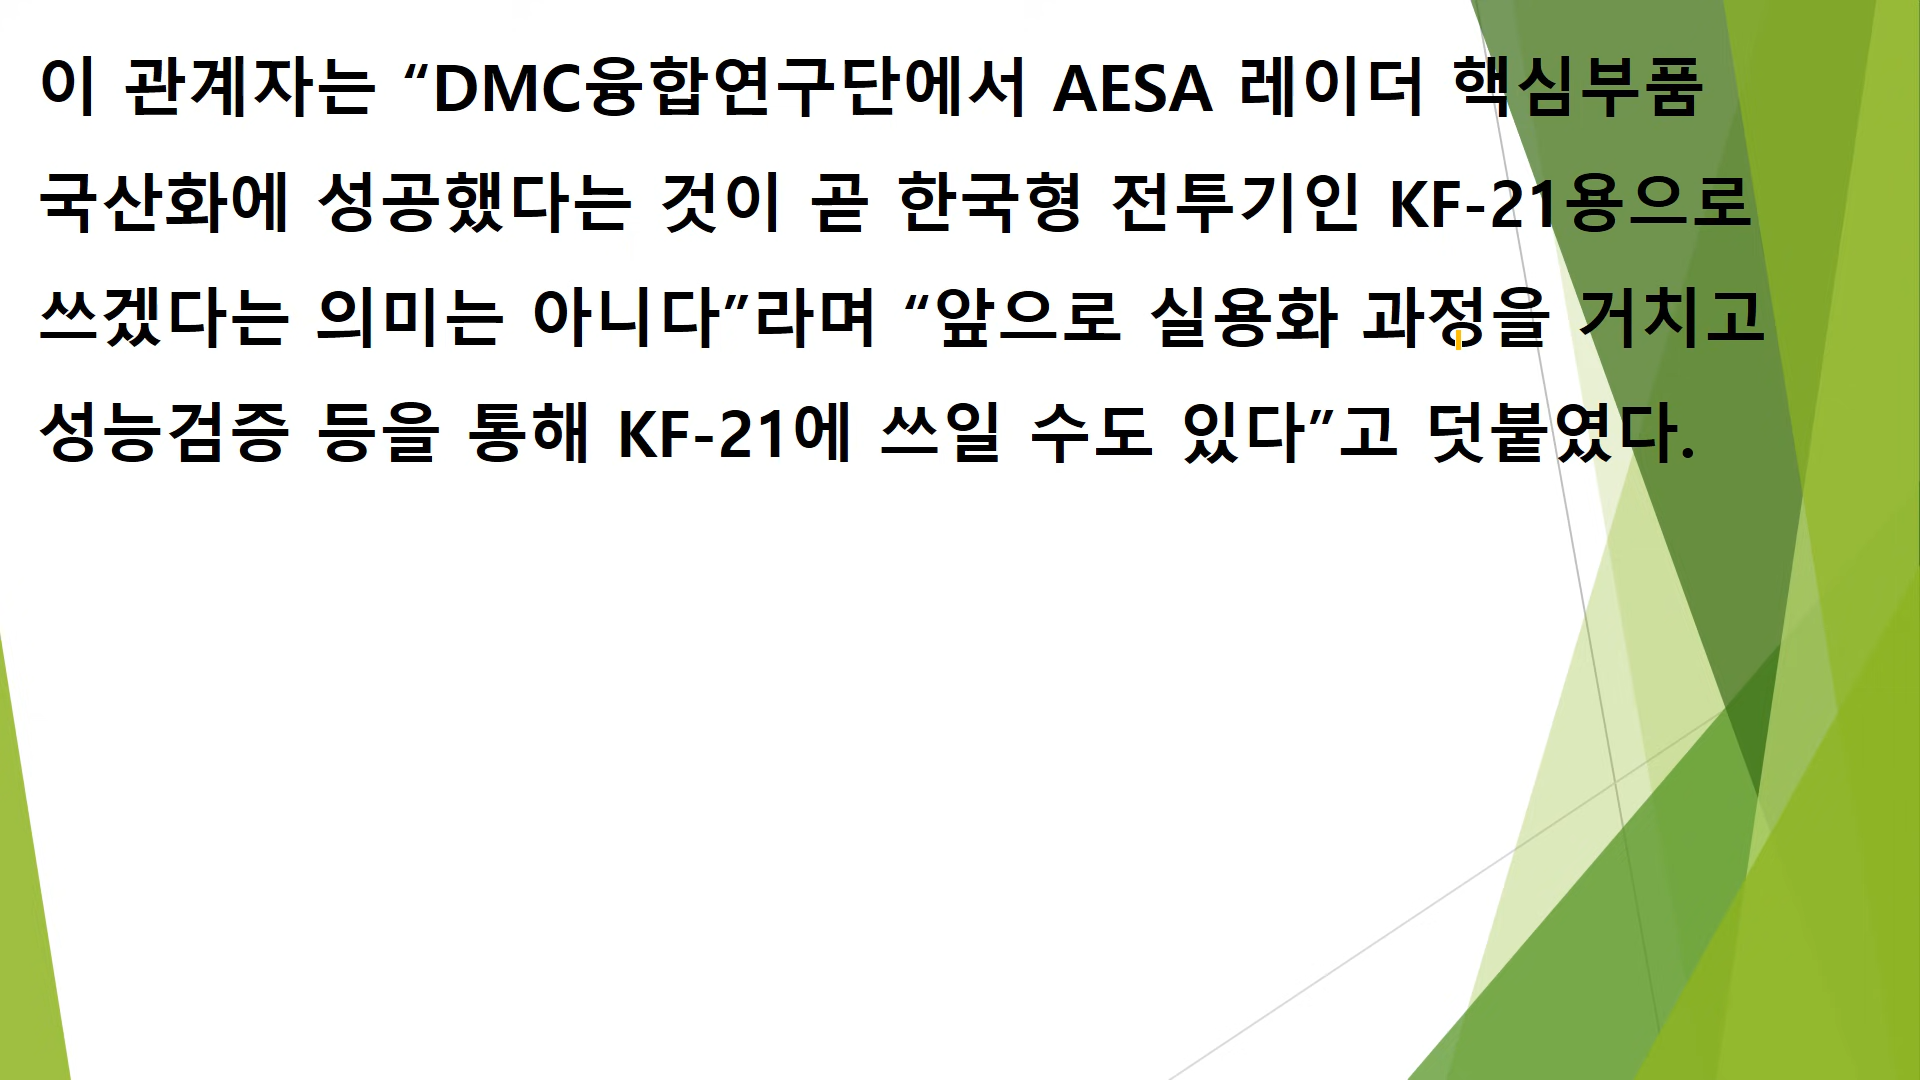 이 관계자는 “DMC융합연구단에서 AESA 레이더 핵심부품
국산화에 성공했다는 것이 곧 한국형 전투기인 KF-21용으로
쓰겠다는 의미는 아니다”라며 “앞으로 실용화 과정을 거치고
성능검증 등을 통해 KF-21에 쓰일 수도 있다”고 덧붙였다.